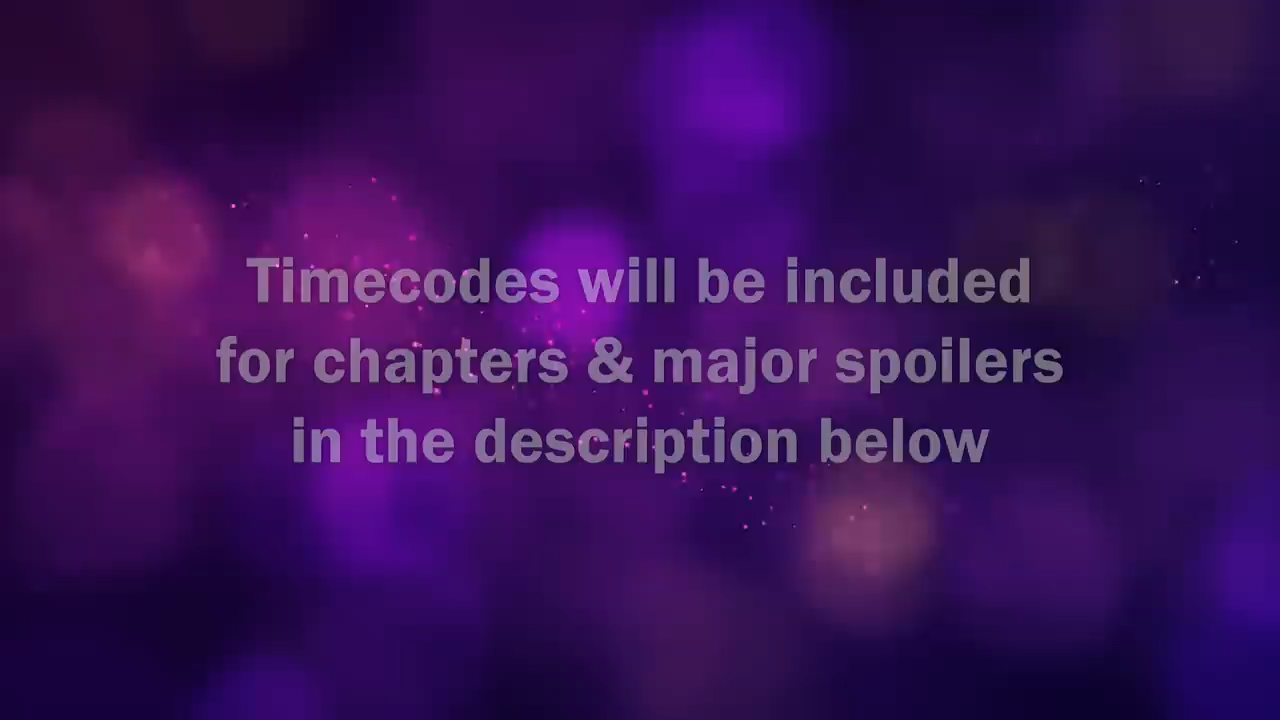 Timecodes will be included
for chapters & major spoilers
in the description below